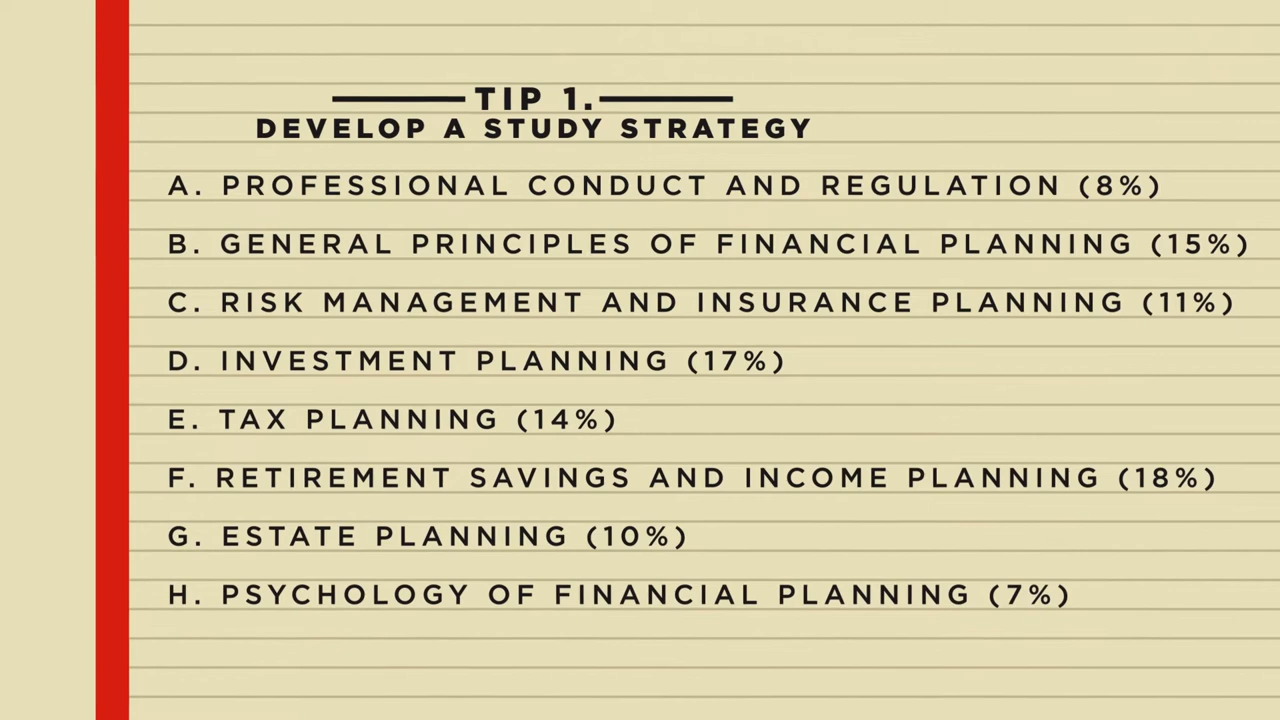 TIP 1.
DEVELOP A STUDY STRATEGY
A. PROFESSIONAL CONDUCT AND REGULATION (8%)
B. GENERAL PRINCIPLES OF FINANCIAL PLANNING (15%)
C. RISK MANAGEMENT AND INSURANCE PLANNING (11%)
D. INVESTMENT PLANNING (17%)
E. TAX PLANNING (14%)
F. RETIREMENT SAVINGS AND INCOME PLANNING (18%)
G. ESTATE PLANNING (10%)
H. PSYCHOLOGY OF FINANCIAL PLANNING (7%)